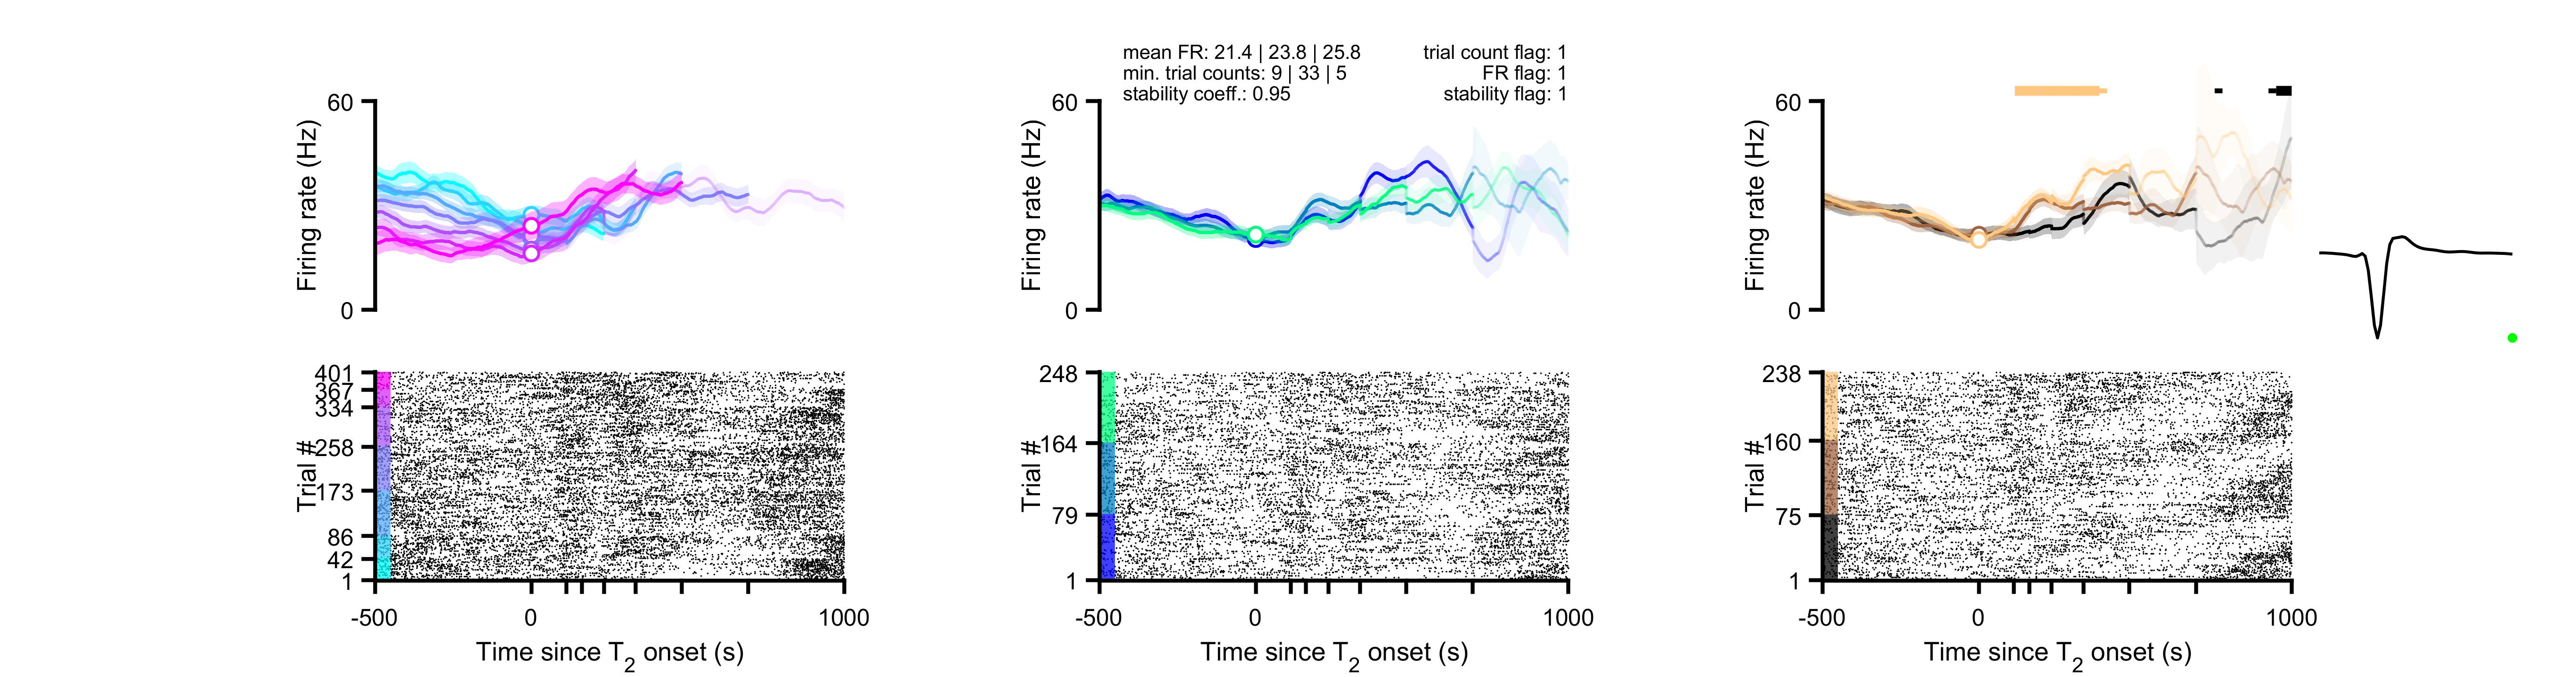 mean FR: 21.4 | 23.8 | 25.8
min. trial counts: 9 | 33 | 5
stability coeff.: 0.95
trial count flag: 1
FR flag: 1
stability flag: 1
Firing rate (Hz)
60
0
Firing rate (Hz)
60
0
Firing rate (Hz)
60
0
Trial #
401
367
334
258
173
86
42
1
-500
0
1000
Time since T2 onset (s)
Trial #
248
164
79
1
-500
0
1000
Time since T2 onset (s)
Trial #
238
160
75
1
-500
0
1000
Time since T2 onset (s)